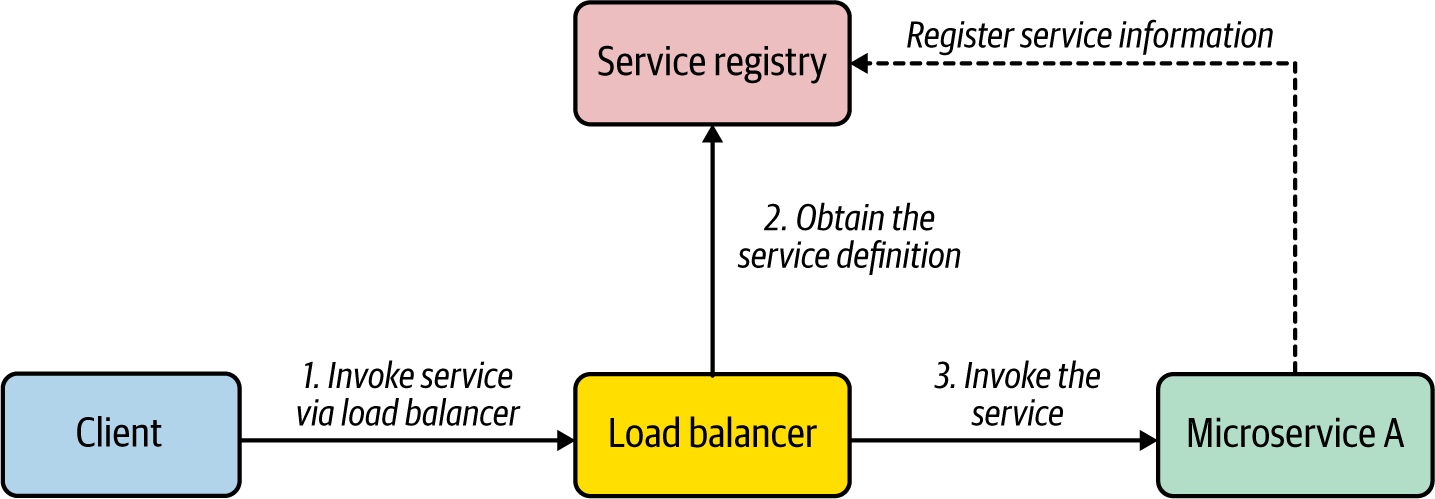 Service registry
Register service information
2. Obtain the
service definition
1. Invoke service
via load balancer
3. Invoke the
service
Client
Load balancer
Microservice A